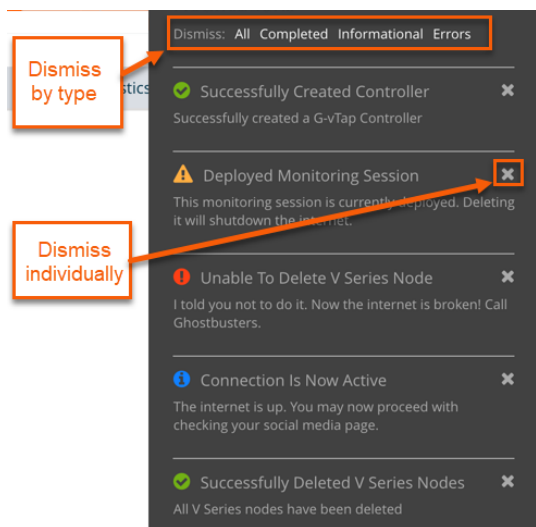 Dismiss: All Completed Informational Errors
Dismiss
by type
stics
Successfully Created Controller
Successfully created a G-vTap Controller
Deployed Monitoring Session
This monitoring session is currently deployed. Deleting
it will shutdown the internet.
Dismiss
individually
Unable To Delete V Series Node
I told you not to do it. Now the internet is broken! Call
Ghostbusters.
Connection Is Now Active
The internet is up. You may now proceed with
checking your social media page.
Successfully Deleted V Series Nodes
All V Series nodes have been deleted